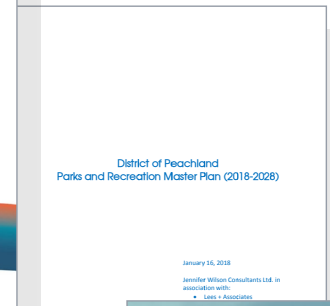 District of Peachland
Parks and Recreation Master Plan (2018-2028)
January 16, 2018
Jennifer Wilson Consultants Ltd. in
association with:
• Lees + Associates